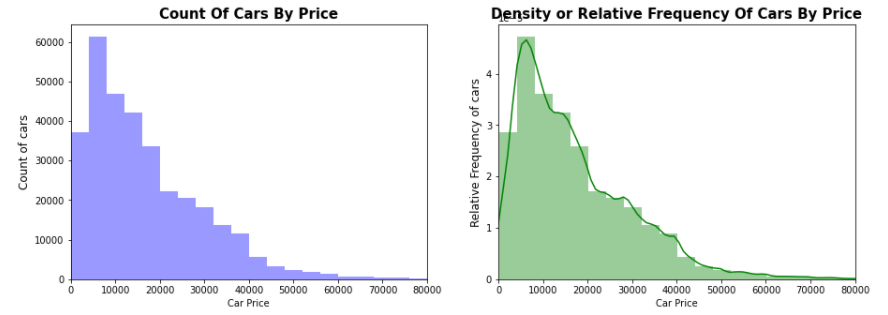 Count Of Cars By Price
60000
50000
40000
30000
20000
10000
0
Count of cars
0 10000 20000 30000 40000 50000 60000 70000 80000
Car Price
Density or Relative Frequency Of Cars By Price
1e−5
4
3
2
1
0
Relative Frequency of cars
0 10000 20000 30000 40000 50000 60000 70000 80000
Car Price